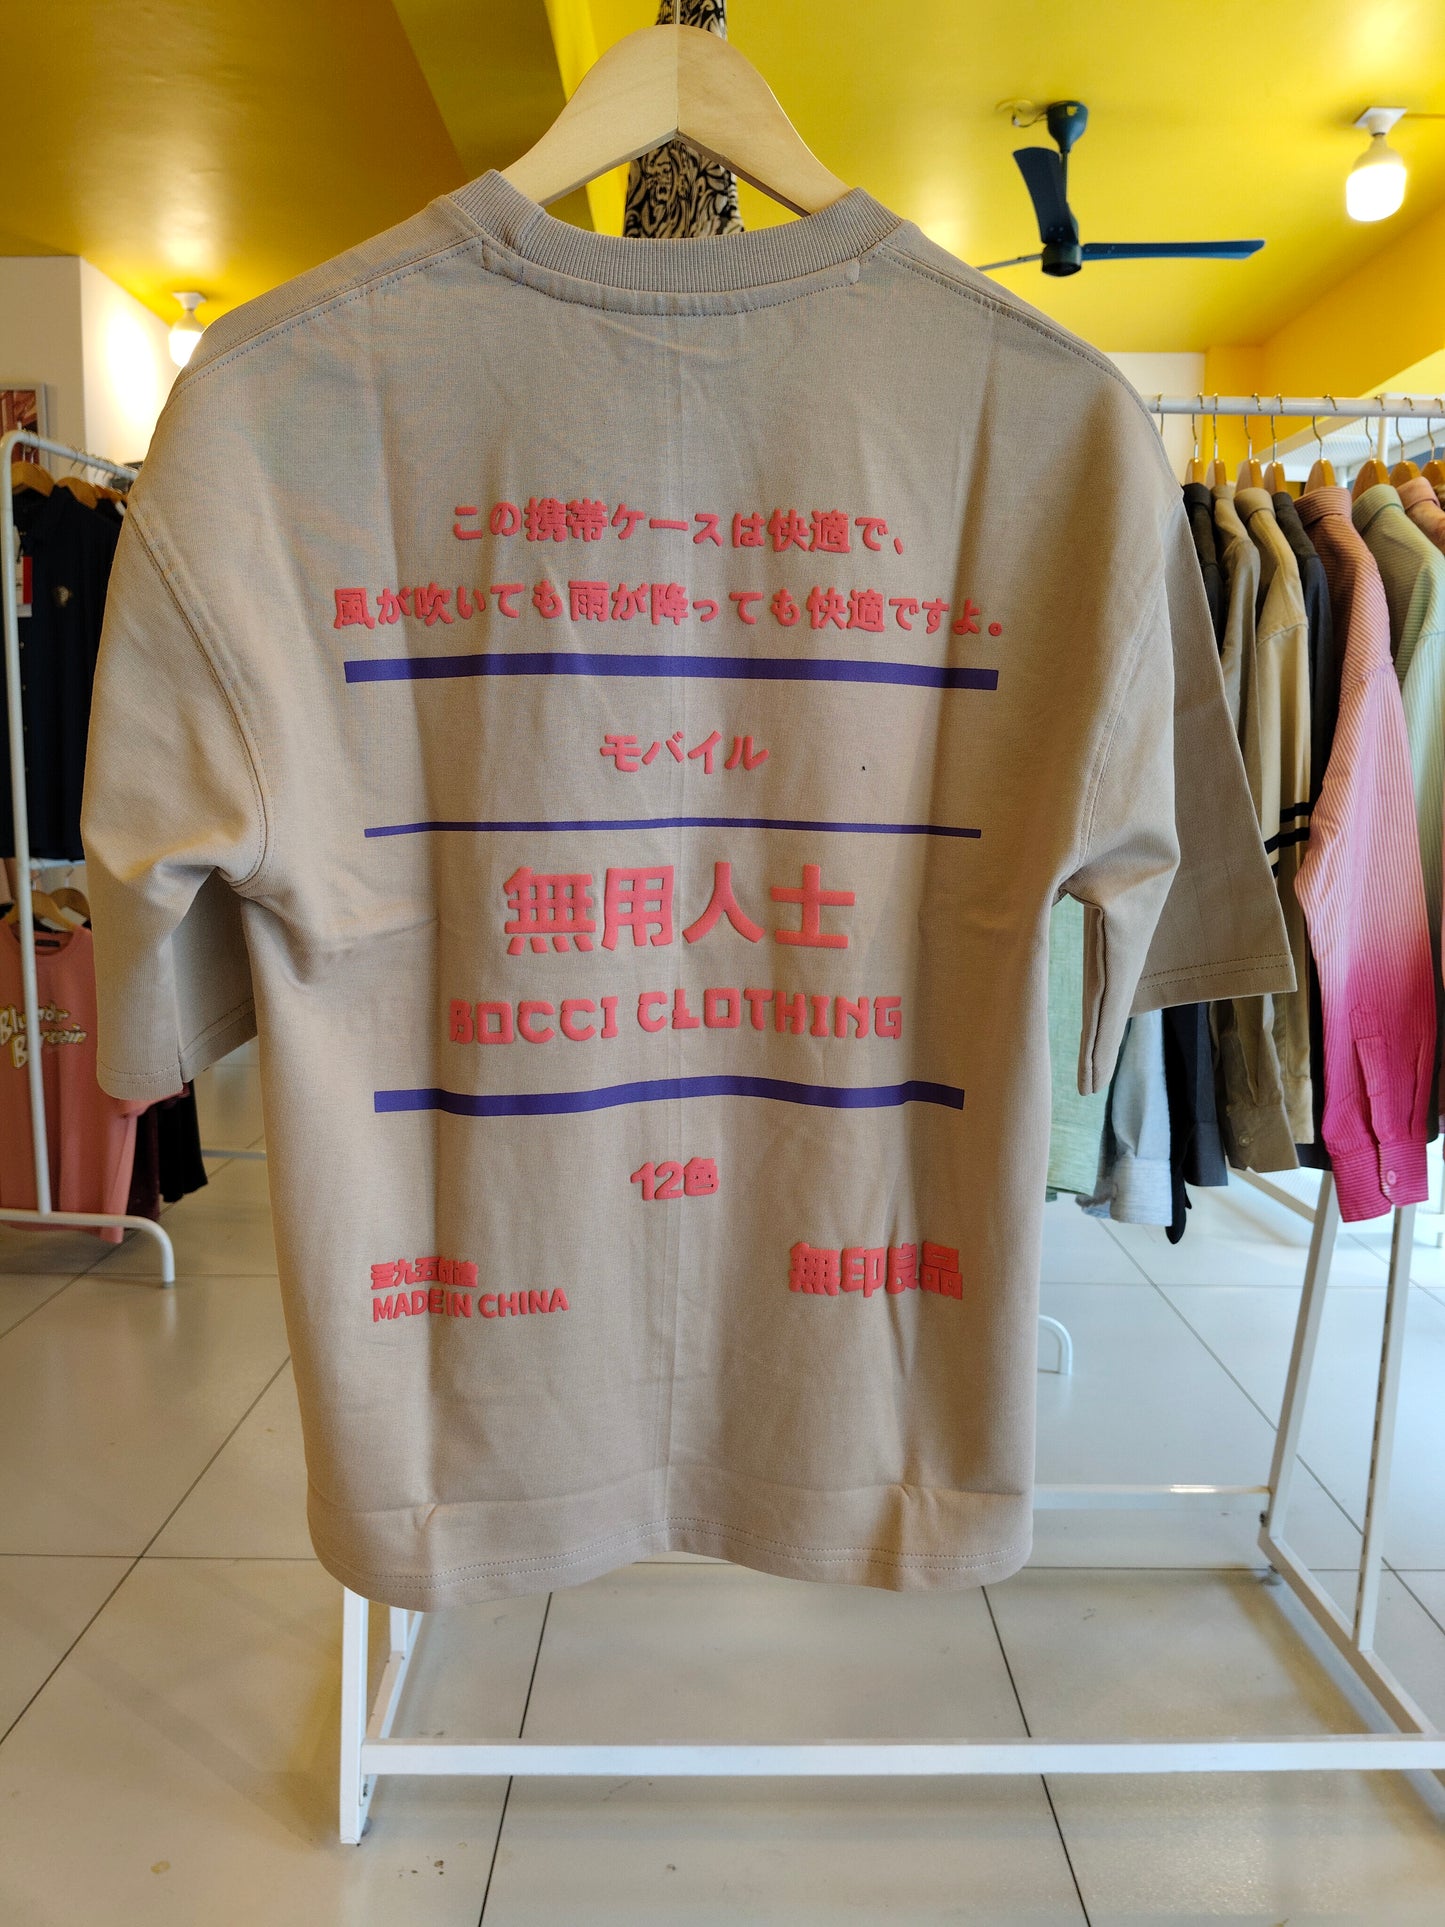 この携帯ケースは快適で、
風が吹いても雨が降っても快適ですよ。
モバイル
無用人士
BOCCI CLOTHING
12色
MADE IN CHINA
無印良品